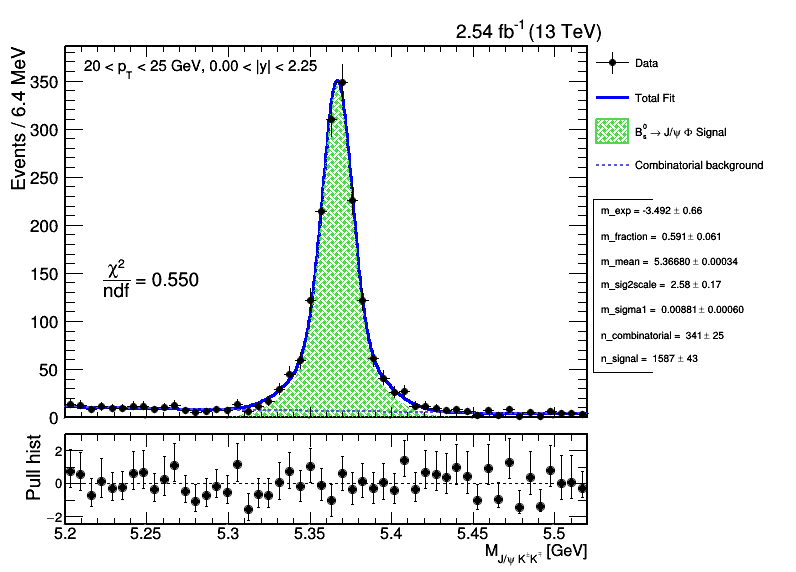 2.54 fb⁻¹ (13 TeV)
20 < p_T < 25 GeV, 0.00 < |y| < 2.25
Events / 6.4 MeV
350
300
250
200
150
100
50
0
χ²
ndf = 0.550
Data
Total Fit
B_s^0 → J/ψ Φ Signal
Combinatorial background
m_exp = -3.492 ± 0.66
m_fraction = 0.591 ± 0.061
m_mean = 5.36680 ± 0.00034
m_sig2scale = 2.58 ± 0.17
m_sigma1 = 0.00881 ± 0.00060
n_combinatorial = 341 ± 25
n_signal = 1587 ± 43
Pull hist
2
0
−2
5.2 5.25 5.3 5.35 5.4 5.45 5.5
M_{J/ψ K^±K^∓} [GeV]